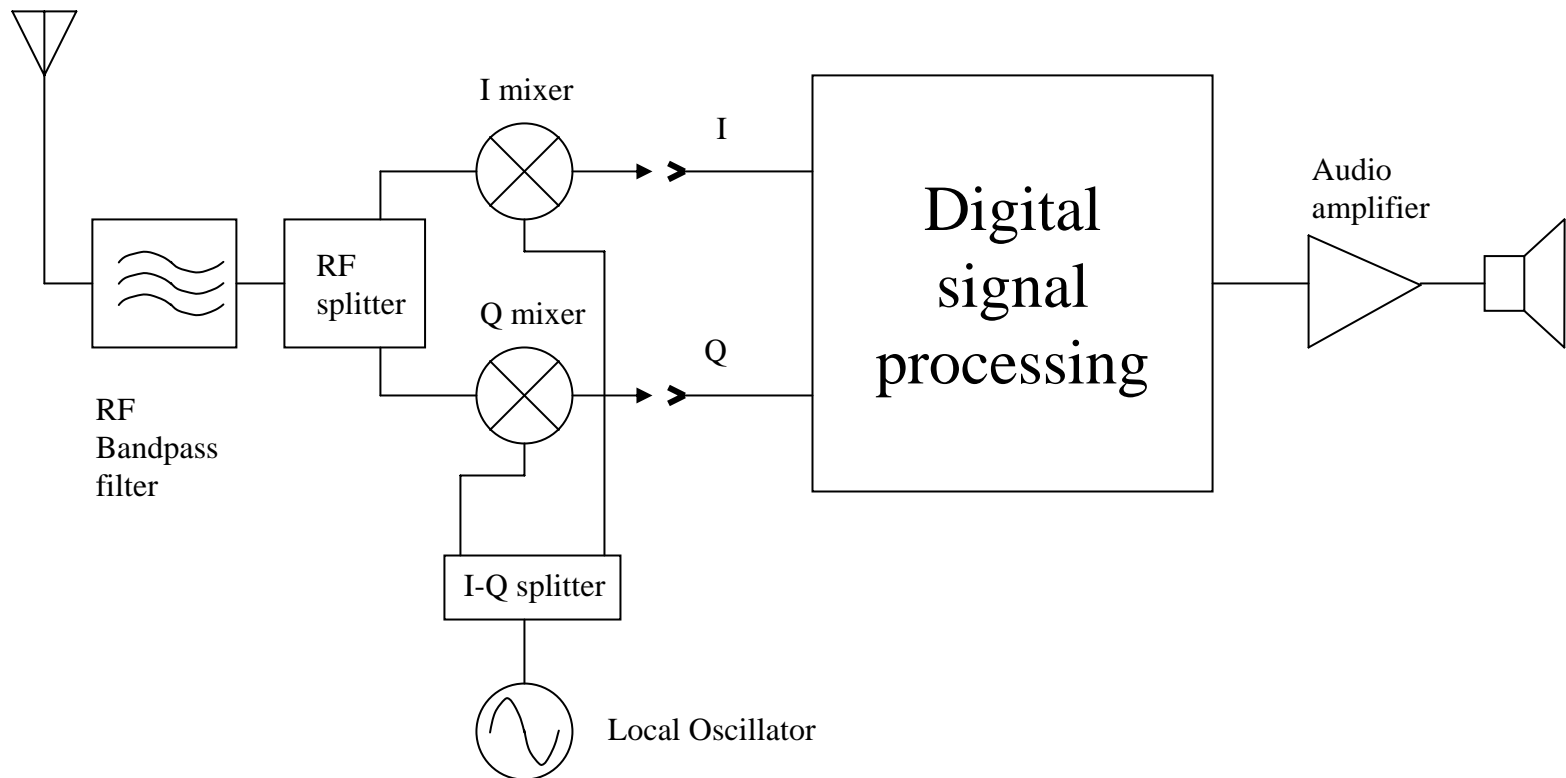 I mixer
I
Audio
amplifier
Digital
signal
processing
RF
splitter
Q mixer
Q
RF
Bandpass
filter
I-Q splitter
Local Oscillator